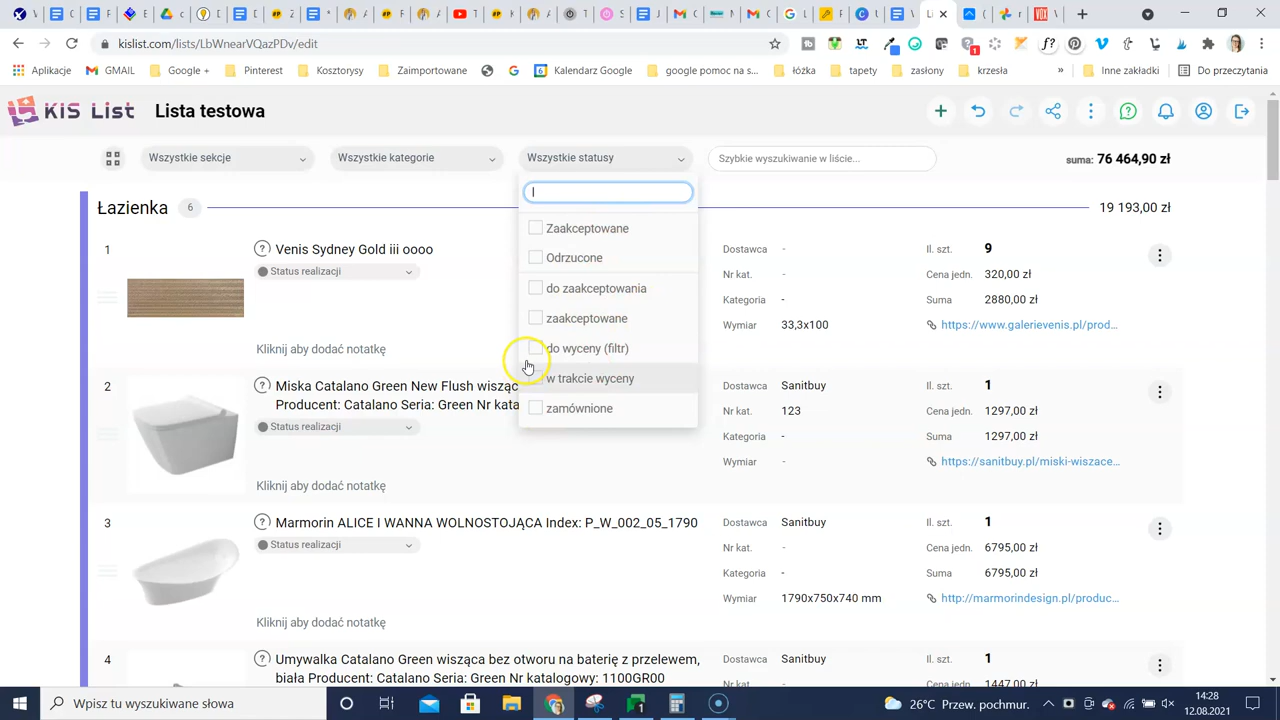 kislist.com/lists/LbWnearVQazPDv/edit
Aplikacje
GMAIL
Google +
Pinterest
Kosztorysy
Zaimportowane
Kalendarz Google
google pomoc na s...
łóżka
tapety
zasłony
krzesła
»
Inne zakładki
Do przeczytania
KIS List
Lista testowa
Wszystkie sekcje
Wszystkie kategorie
Wszystkie statusy
Szybkie wyszukiwanie w liście...
suma: 76 464,90 zł
Zaakceptowane
Odrzucone
do zaakceptowania
zaakceptowane
do wyceny (filtr)
w trakcie wyceny
zamównione
Łazienka 6
19 193,00 zł
1
Venis Sydney Gold iii oooo
Status realizacji
Kliknij aby dodać notatkę
Dostawca -
Nr kat. -
Kategoria -
Wymiar 33,3x100
Il. szt. 9
Cena jedn. 320,00 zł
Suma 2880,00 zł
https://www.galerievenis.pl/prod...
2
Miska Catalano Green New Flush wisząc
Producent: Catalano Seria: Green Nr kata
Status realizacji
Kliknij aby dodać notatkę
Dostawca Sanitbuy
Nr kat. 123
Kategoria -
Wymiar -
Il. szt. 1
Cena jedn. 1297,00 zł
Suma 1297,00 zł
https://sanitbuy.pl/miski-wiszace...
3
Marmorin ALICE I WANNA WOLNOSTOJĄCA Index: P_W_002_05_1790
Status realizacji
Kliknij aby dodać notatkę
Dostawca Sanitbuy
Nr kat. -
Kategoria -
Wymiar 1790x750x740 mm
Il. szt. 1
Cena jedn. 6795,00 zł
Suma 6795,00 zł
http://marmorindesign.pl/produc...
4
Umywalka Catalano Green wisząca bez otworu na baterię z przelewem,
biała Producent: Catalano Seria: Green Nr katalogowy: 1100GR00
Dostawca Sanitbuy
Nr kat. -
Il. szt. 1
Cena jedn. 1447,00 zł
Wpisz tu wyszukiwane słowa
26°C Przew. pochmur.
14:28
12.08.2021